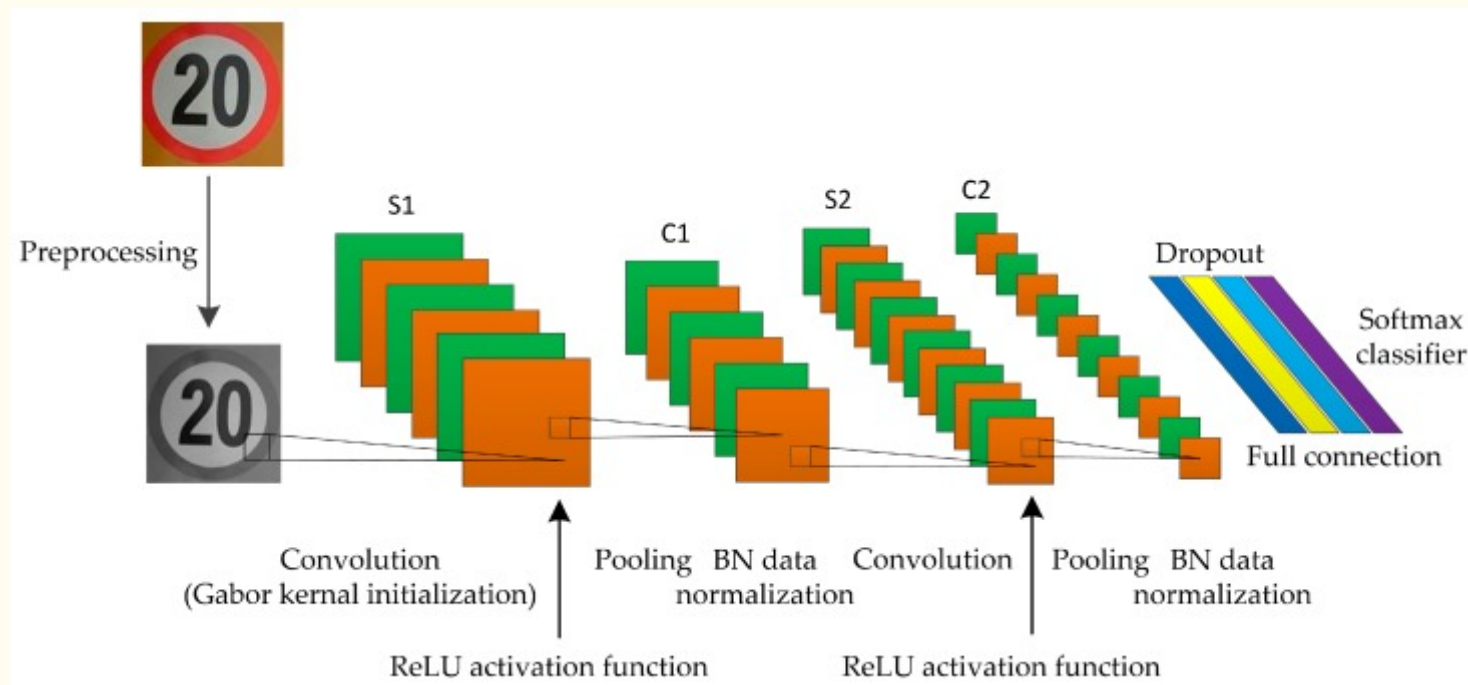 20
Preprocessing
20
S1
C1
S2
C2
Dropout
Softmax
classifier
Full connection
Convolution
(Gabor kernal initialization)
Pooling
BN data
normalization
Convolution
Pooling
BN data
normalization
ReLU activation function
ReLU activation function